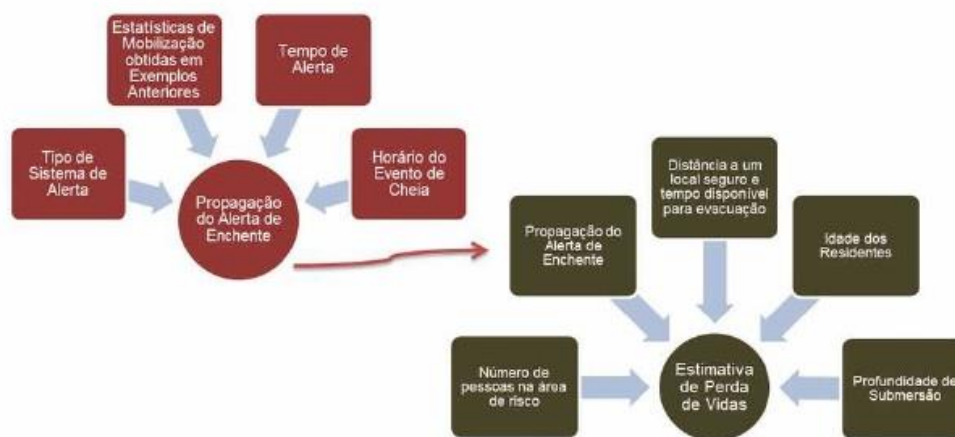 Estatísticas de
Mobilização
obtidas em
Exemplos
Anteriores
Tempo de
Alerta
Tipo de
Sistema de
Alerta
Horário do
Evento de
Cheia
Propagação
do Alerta de
Enchente
Distância a um
local seguro e
tempo disponível
para evacuação
Propagação do
Alerta de
Enchente
Idade dos
Residentes
Número de
pessoas na área
de risco
Estimativa
de Perda
de Vidas
Profundidade de
Submersão